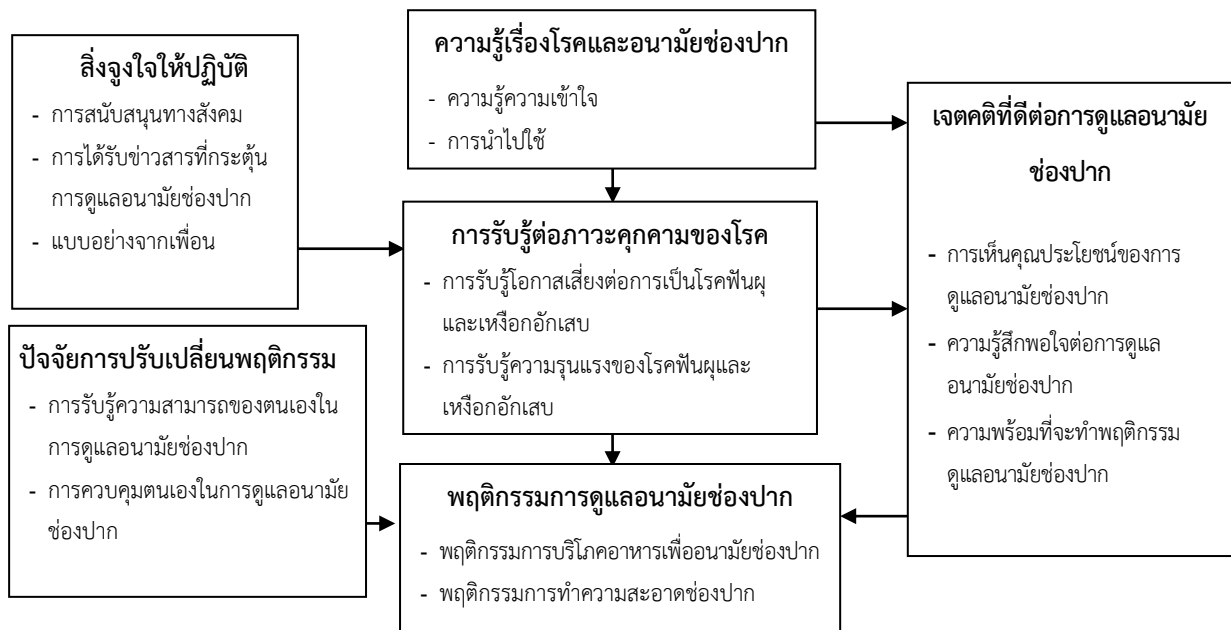 สิ่งจูงใจให้ปฏิบัติ
- การสนับสนุนทางสังคม
- การได้รับข่าวสารที่กระตุ้น
การดูแลอนามัยช่องปาก
- แบบอย่างจากเพื่อน
ปัจจัยการปรับเปลี่ยนพฤติกรรม
- การรับรู้ความสามารถของตนเองใน
การดูแลอนามัยช่องปาก
- การควบคุมตนเองในการดูแลอนามัย
ช่องปาก
ความรู้เรื่องโรคและอนามัยช่องปาก
- ความรู้ความเข้าใจ
- การนำไปใช้
การรับรู้ต่อภาวะคุกคามของโรค
- การรับรู้โอกาสเสี่ยงต่อการเป็นโรคฟันผุ
และเหงือกอักเสบ
- การรับรู้ความรุนแรงของโรคฟันผุและ
เหงือกอักเสบ
พฤติกรรมการดูแลอนามัยช่องปาก
- พฤติกรรมการบริโภคอาหารเพื่ออนามัยช่องปาก
- พฤติกรรมการทำความสะอาดช่องปาก
เจตคติที่ดีต่อการดูแลอนามัย
ช่องปาก
- การเห็นคุณประโยชน์ของการ
ดูแลอนามัยช่องปาก
- ความรู้สึกพอใจต่อการดูแล
อนามัยช่องปาก
- ความพร้อมที่จะทำพฤติกรรม
ดูแลอนามัยช่องปาก